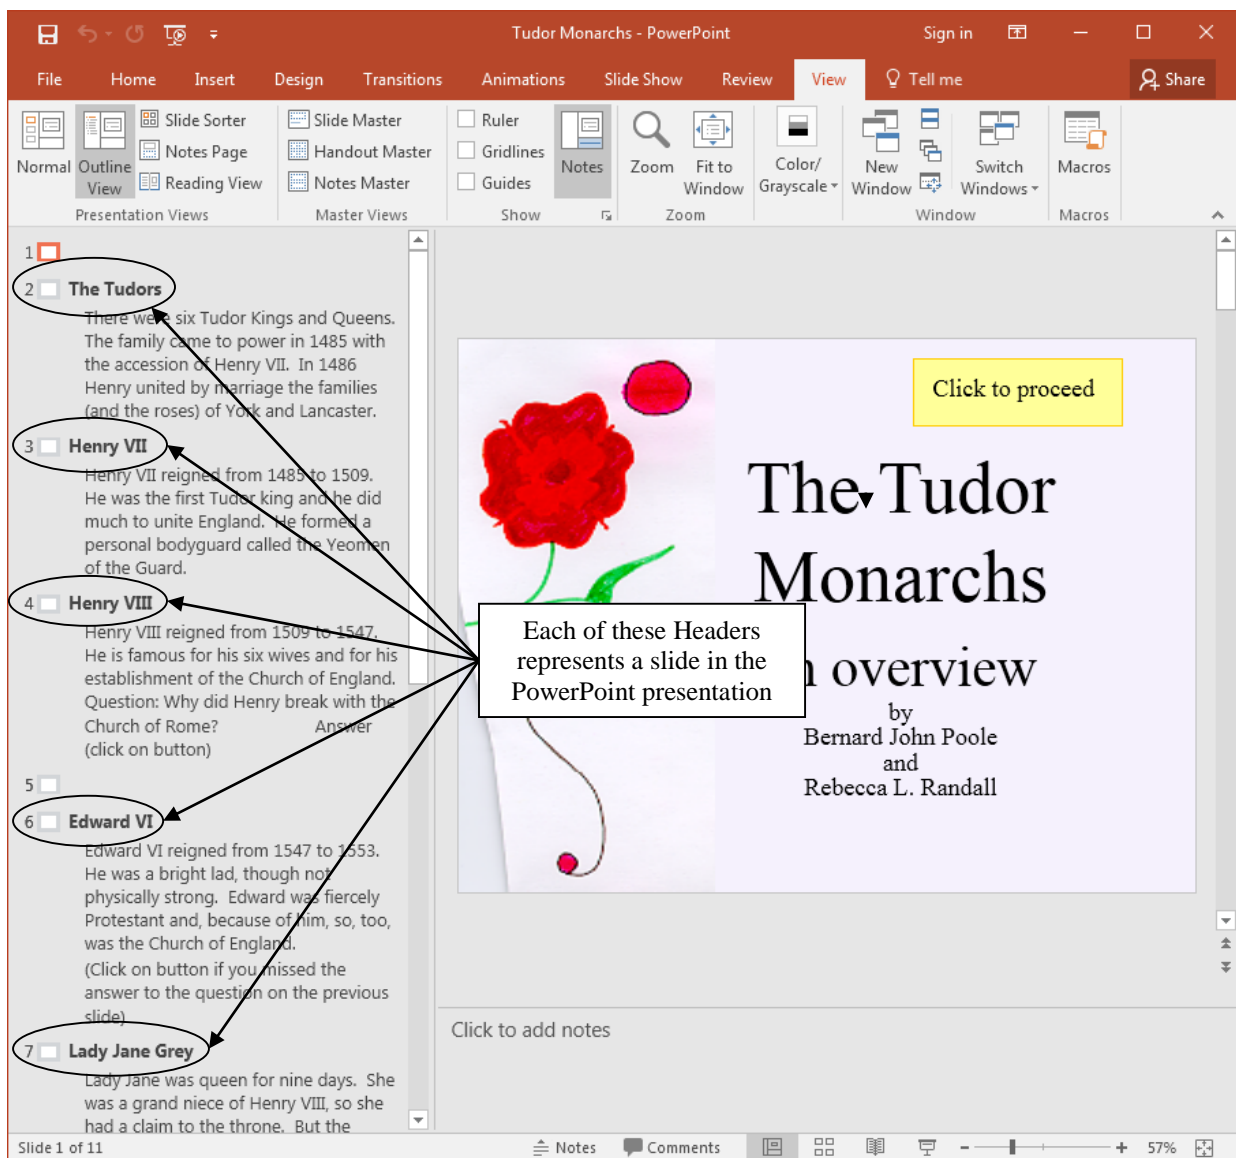 Tudor Monarchs - PowerPoint
Sign in
File Home Insert Design Transitions Animations Slide Show Review View Tell me Share
Normal
Outline View
Slide Sorter
Notes Page
Reading View
Presentation Views
Slide Master
Handout Master
Notes Master
Master Views
Ruler
Gridlines
Guides
Show
Notes
Zoom
Fit to Window
Zoom
Color/ Grayscale
New Window
Switch Windows
Window
Macros
Macros
1
2 The Tudors
There were six Tudor Kings and Queens.
The family came to power in 1485 with
the accession of Henry VII. In 1486
Henry united by marriage the families
(and the roses) of York and Lancaster.
3 Henry VII
Henry VII reigned from 1485 to 1509.
He was the first Tudor king and he did
much to unite England. He formed a
personal bodyguard called the Yeomen
of the Guard.
4 Henry VIII
Henry VIII reigned from 1509 to 1547.
He is famous for his six wives and for his
establishment of the Church of England.
Question: Why did Henry break with the
Church of Rome? Answer
(click on button)
5
6 Edward VI
Edward VI reigned from 1547 to 1553.
He was a bright lad, though not
physically strong. Edward was fiercely
Protestant and, because of him, so, too,
was the Church of England.
(Click on button if you missed the
answer to the question on the previous
slide)
7 Lady Jane Grey
Lady Jane was queen for nine days. She
was a grand niece of Henry VIII, so she
had a claim to the throne. But the
Click to proceed
The Tudor
Monarchs
n overview
by
Bernard John Poole
and
Rebecca L. Randall
Each of these Headers
represents a slide in the
PowerPoint presentation
Click to add notes
Slide 1 of 11
Notes
Comments
57%